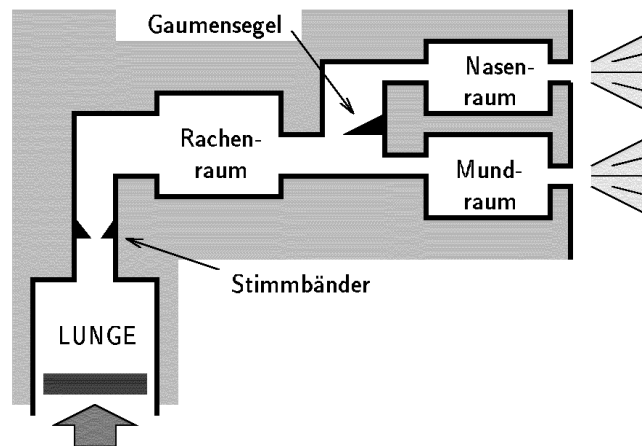 Gaumensegel
Nasen-
raum
Rachen-
raum
Mund-
raum
Stimmbänder
LUNGE